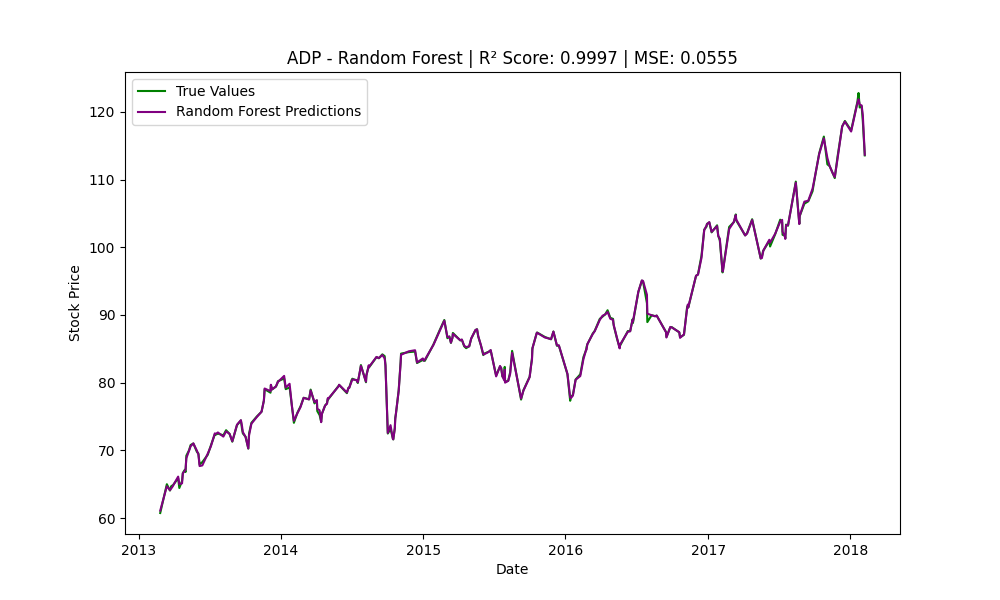 ADP - Random Forest | R² Score: 0.9997 | MSE: 0.0555
True Values
Random Forest Predictions
120
110
100
90
80
70
60
Stock Price
2013 2014 2015 2016 2017 2018
Date